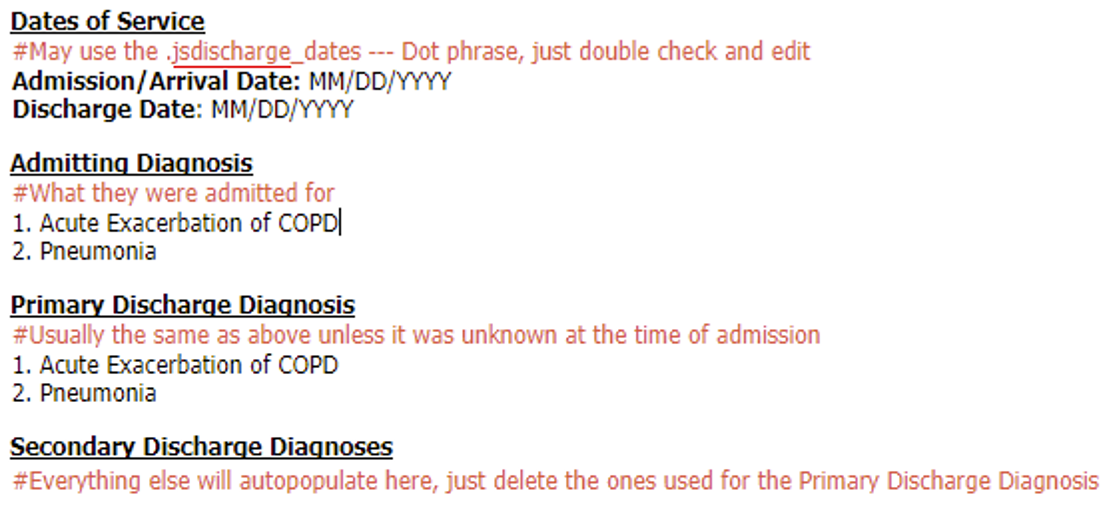 Dates of Service
#May use the .jsdischarge_dates --- Dot phrase, just double check and edit
Admission/Arrival Date: MM/DD/YYYY
Discharge Date: MM/DD/YYYY
Admitting Diagnosis
#What they were admitted for
1. Acute Exacerbation of COPD
2. Pneumonia
Primary Discharge Diagnosis
#Usually the same as above unless it was unknown at the time of admission
1. Acute Exacerbation of COPD
2. Pneumonia
Secondary Discharge Diagnoses
#Everything else will autopopulate here, just delete the ones used for the Primary Discharge Diagnosis